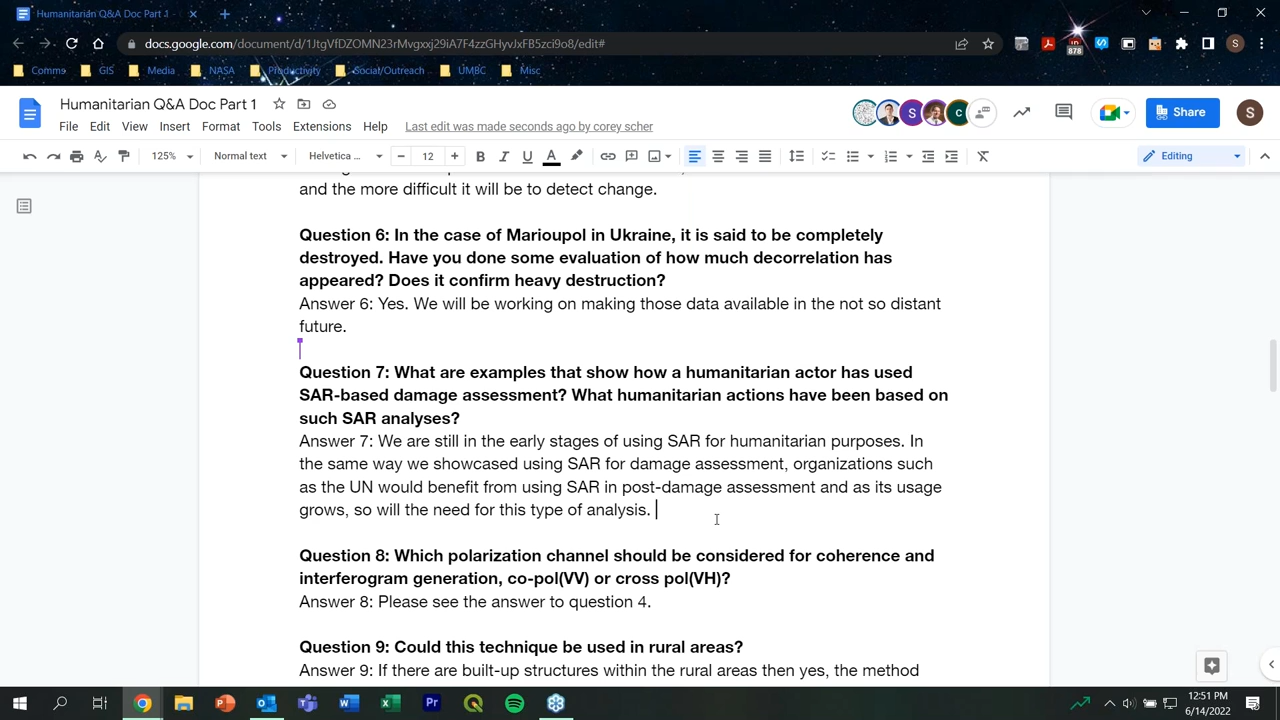 Humanitarian Q&A Doc Part 1 -
docs.google.com/document/d/1JtgVfDZOMN23rMvgxxj29iA7F4zzGHyvJxFB5zci9o8/edit#
878
S
Comms
GIS
Media
NASA
Productivity
Social/Outreach
UMBC
Misc
Humanitarian Q&A Doc Part 1
S
C
Share
S
File Edit View Insert Format Tools Extensions Help Last edit was made seconds ago by corey scher
125% Normal text Helvetica ... 12 B I U A Editing
and the more difficult it will be to detect change.
Question 6: In the case of Marioupol in Ukraine, it is said to be completely
destroyed. Have you done some evaluation of how much decorrelation has
appeared? Does it confirm heavy destruction?
Answer 6: Yes. We will be working on making those data available in the not so distant
future.
Question 7: What are examples that show how a humanitarian actor has used
SAR-based damage assessment? What humanitarian actions have been based on
such SAR analyses?
Answer 7: We are still in the early stages of using SAR for humanitarian purposes. In
the same way we showcased using SAR for damage assessment, organizations such
as the UN would benefit from using SAR in post-damage assessment and as its usage
grows, so will the need for this type of analysis.
Question 8: Which polarization channel should be considered for coherence and
interferogram generation, co-pol(VV) or cross pol(VH)?
Answer 8: Please see the answer to question 4.
Question 9: Could this technique be used in rural areas?
Answer 9: If there are built-up structures within the rural areas then yes, the method
12:51 PM
6/14/2022